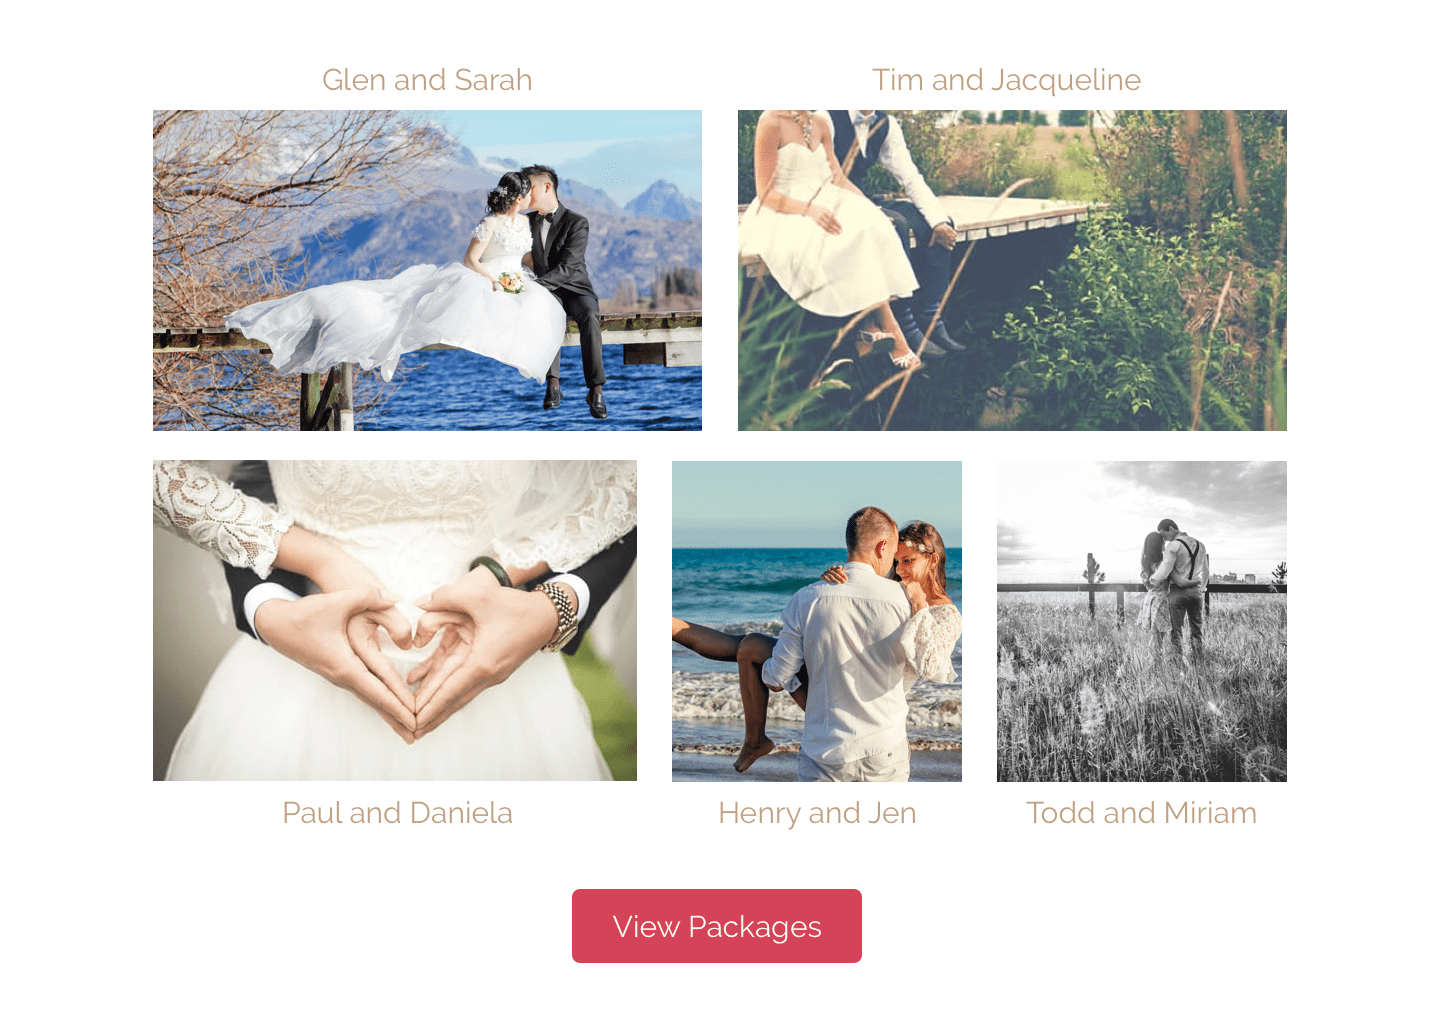 Glen and Sarah
Tim and Jacqueline
Paul and Daniela
Henry and Jen
Todd and Miriam
View Packages